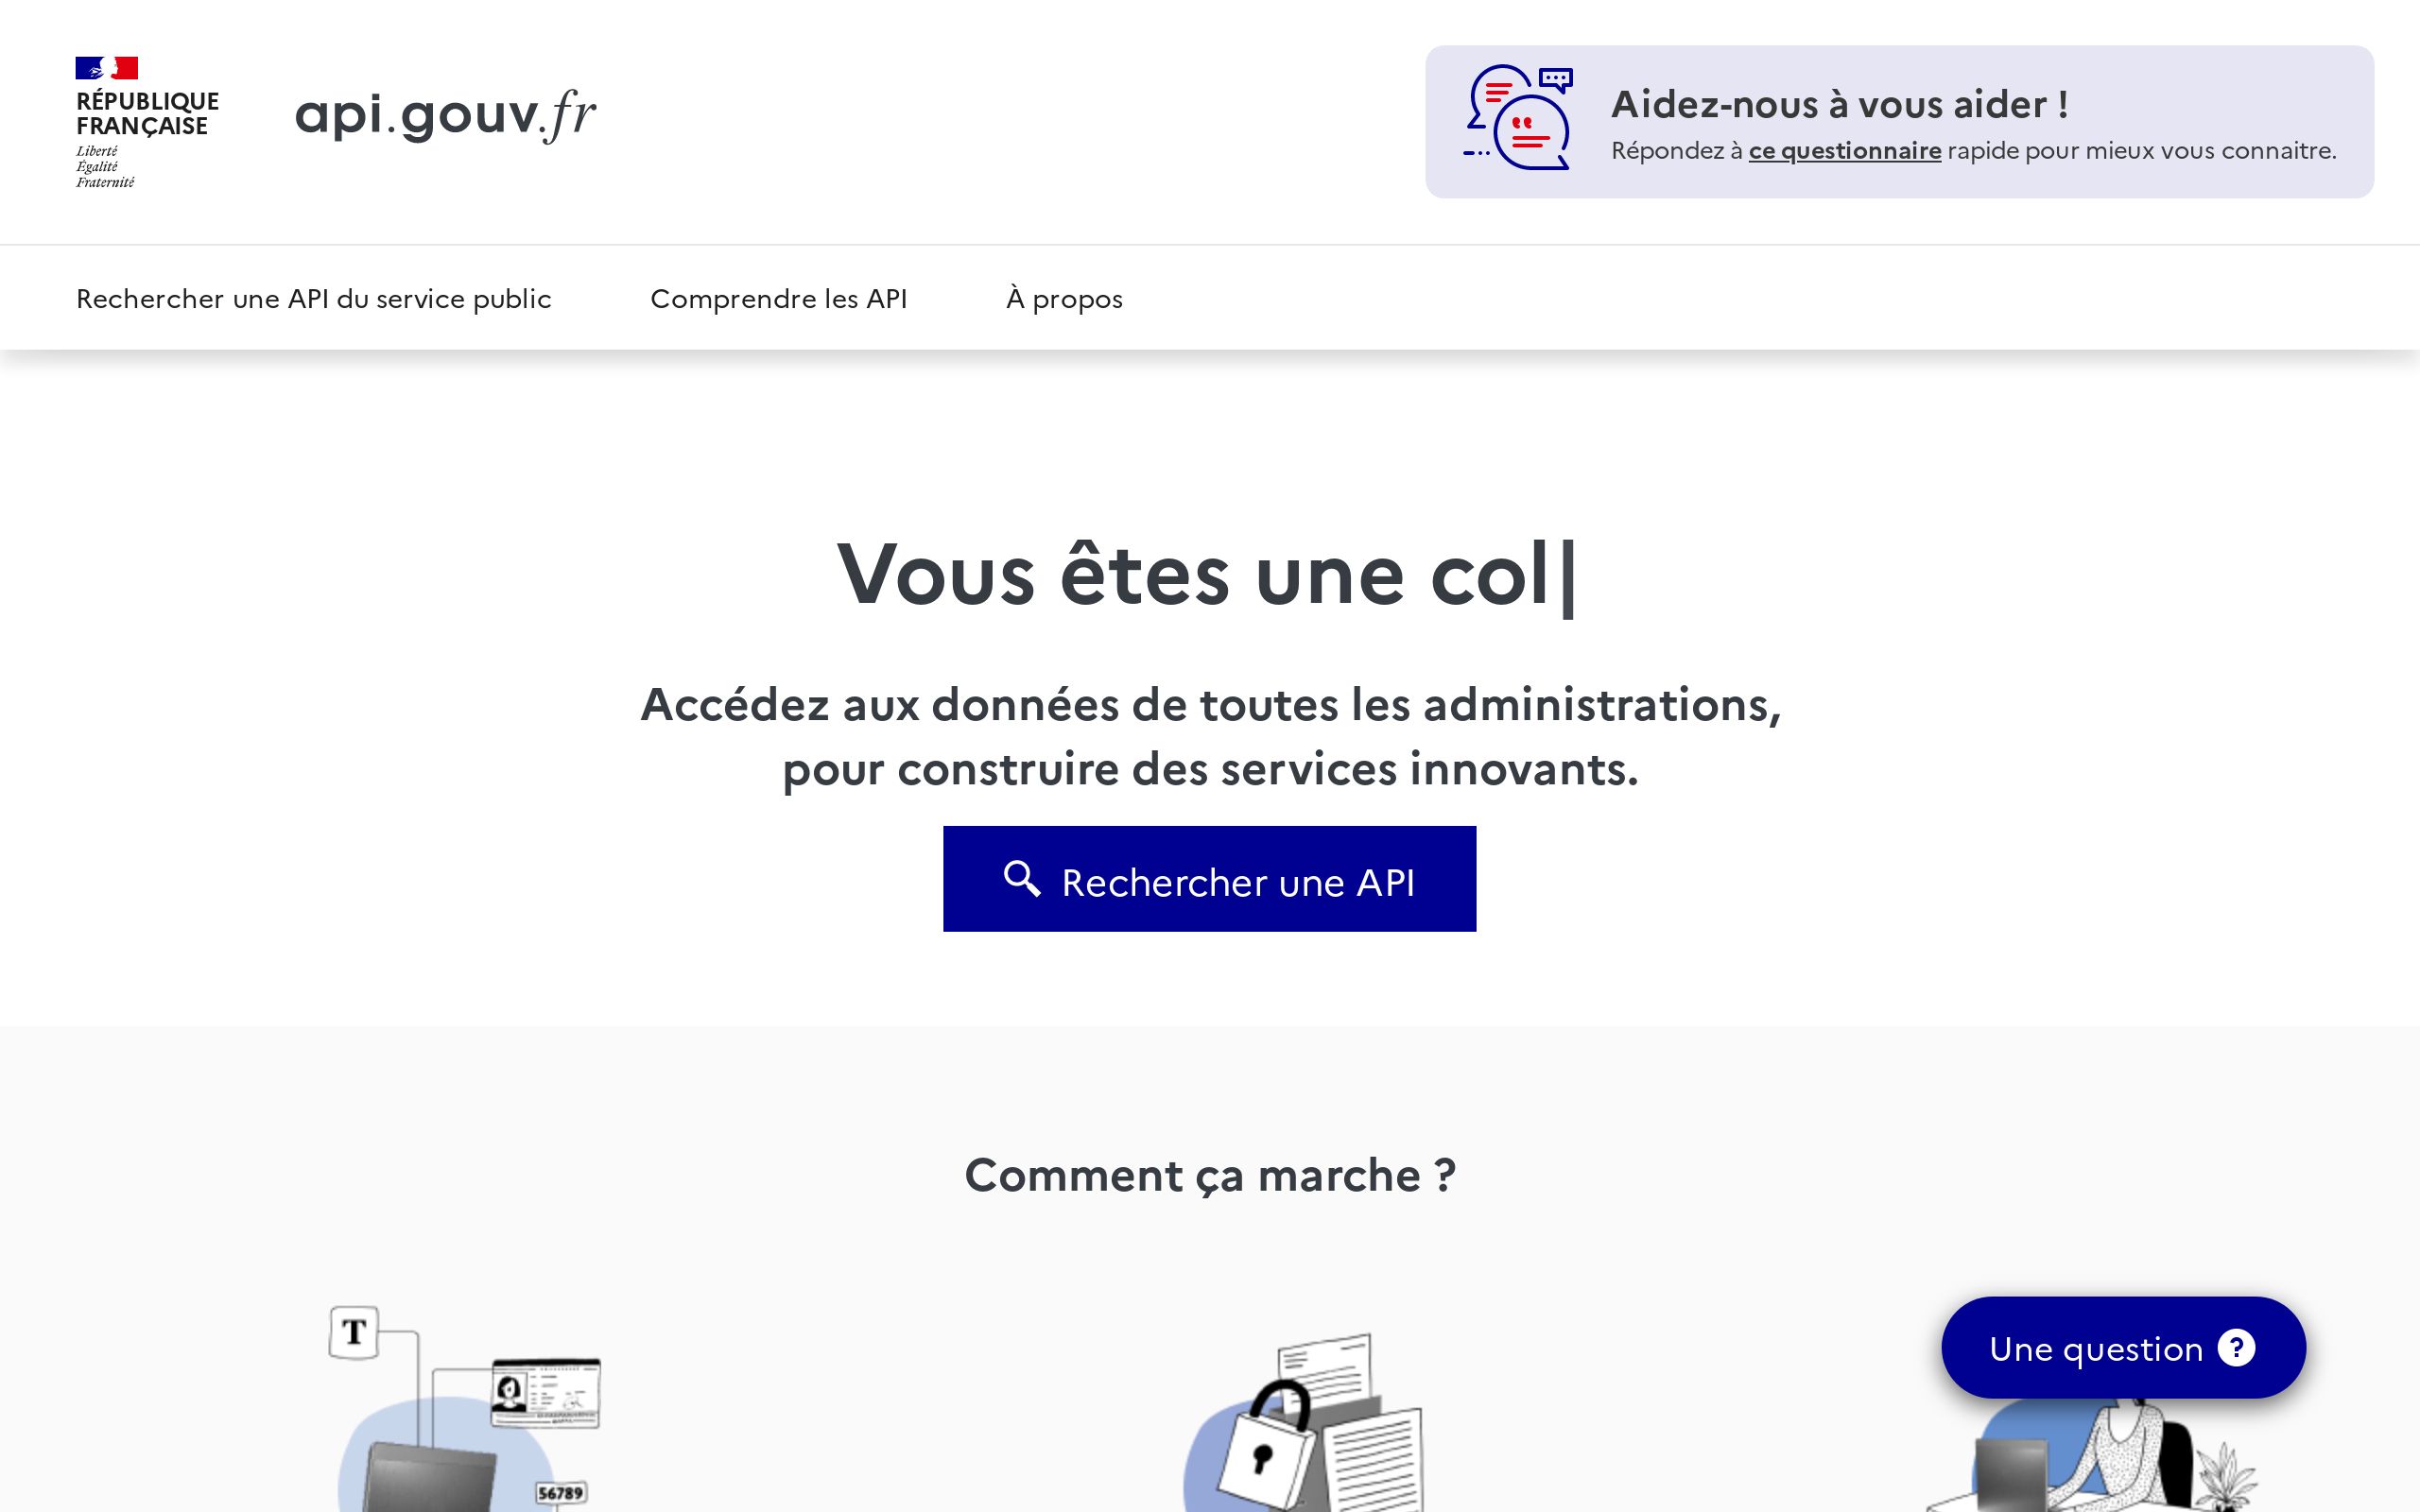 RÉPUBLIQUE
FRANÇAISE
Liberté
Égalité
Fraternité
api.gouv.fr
Aidez-nous à vous aider !
Répondez à ce questionnaire rapide pour mieux vous connaitre.
Rechercher une API du service public
Comprendre les API
À propos
Vous êtes une col|
Accédez aux données de toutes les administrations,
pour construire des services innovants.
Rechercher une API
Comment ça marche ?
T
Une question ?
56789